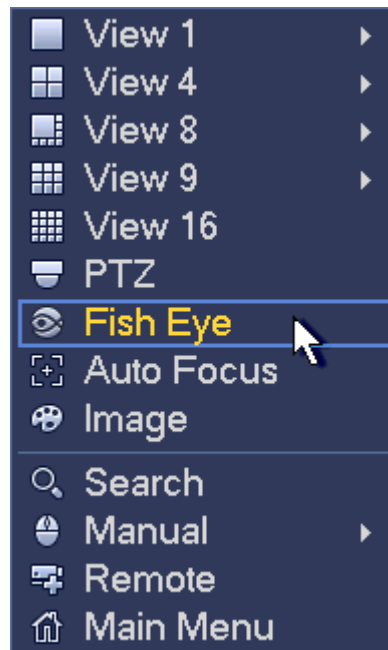 View 1
View 4
View 8
View 9
View 16
PTZ
Fish Eye
Auto Focus
Image
Search
Manual
Remote
Main Menu